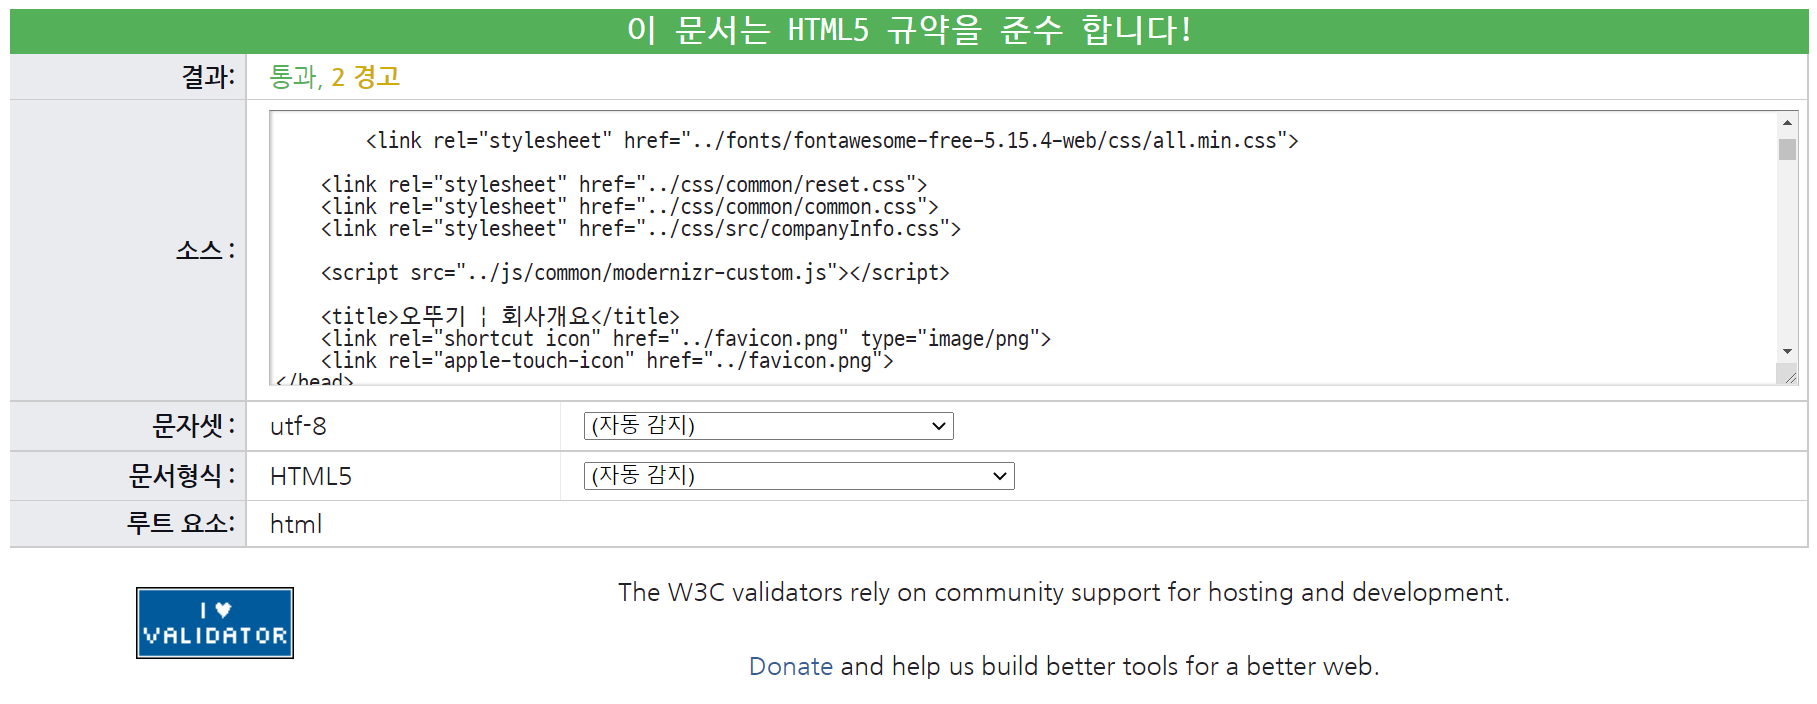 이 문서는 HTML5 규약을 준수 합니다!
결과: 통과, 2 경고
소스 :
<link rel="stylesheet" href="../fonts/fontawesome-free-5.15.4-web/css/all.min.css">
<link rel="stylesheet" href="../css/common/reset.css">
<link rel="stylesheet" href="../css/common/common.css">
<link rel="stylesheet" href="../css/src/companyInfo.css">
<script src="../js/common/modernizr-custom.js"></script>
<title>오뚜기 ¦ 회사개요</title>
<link rel="shortcut icon" href="../favicon.png" type="image/png">
<link rel="apple-touch-icon" href="../favicon.png">
</head>
문자셋 : utf-8 (자동 감지)
문서형식 : HTML5 (자동 감지)
루트 요소: html
I ♥
VALIDATOR
The W3C validators rely on community support for hosting and development.
Donate and help us build better tools for a better web.